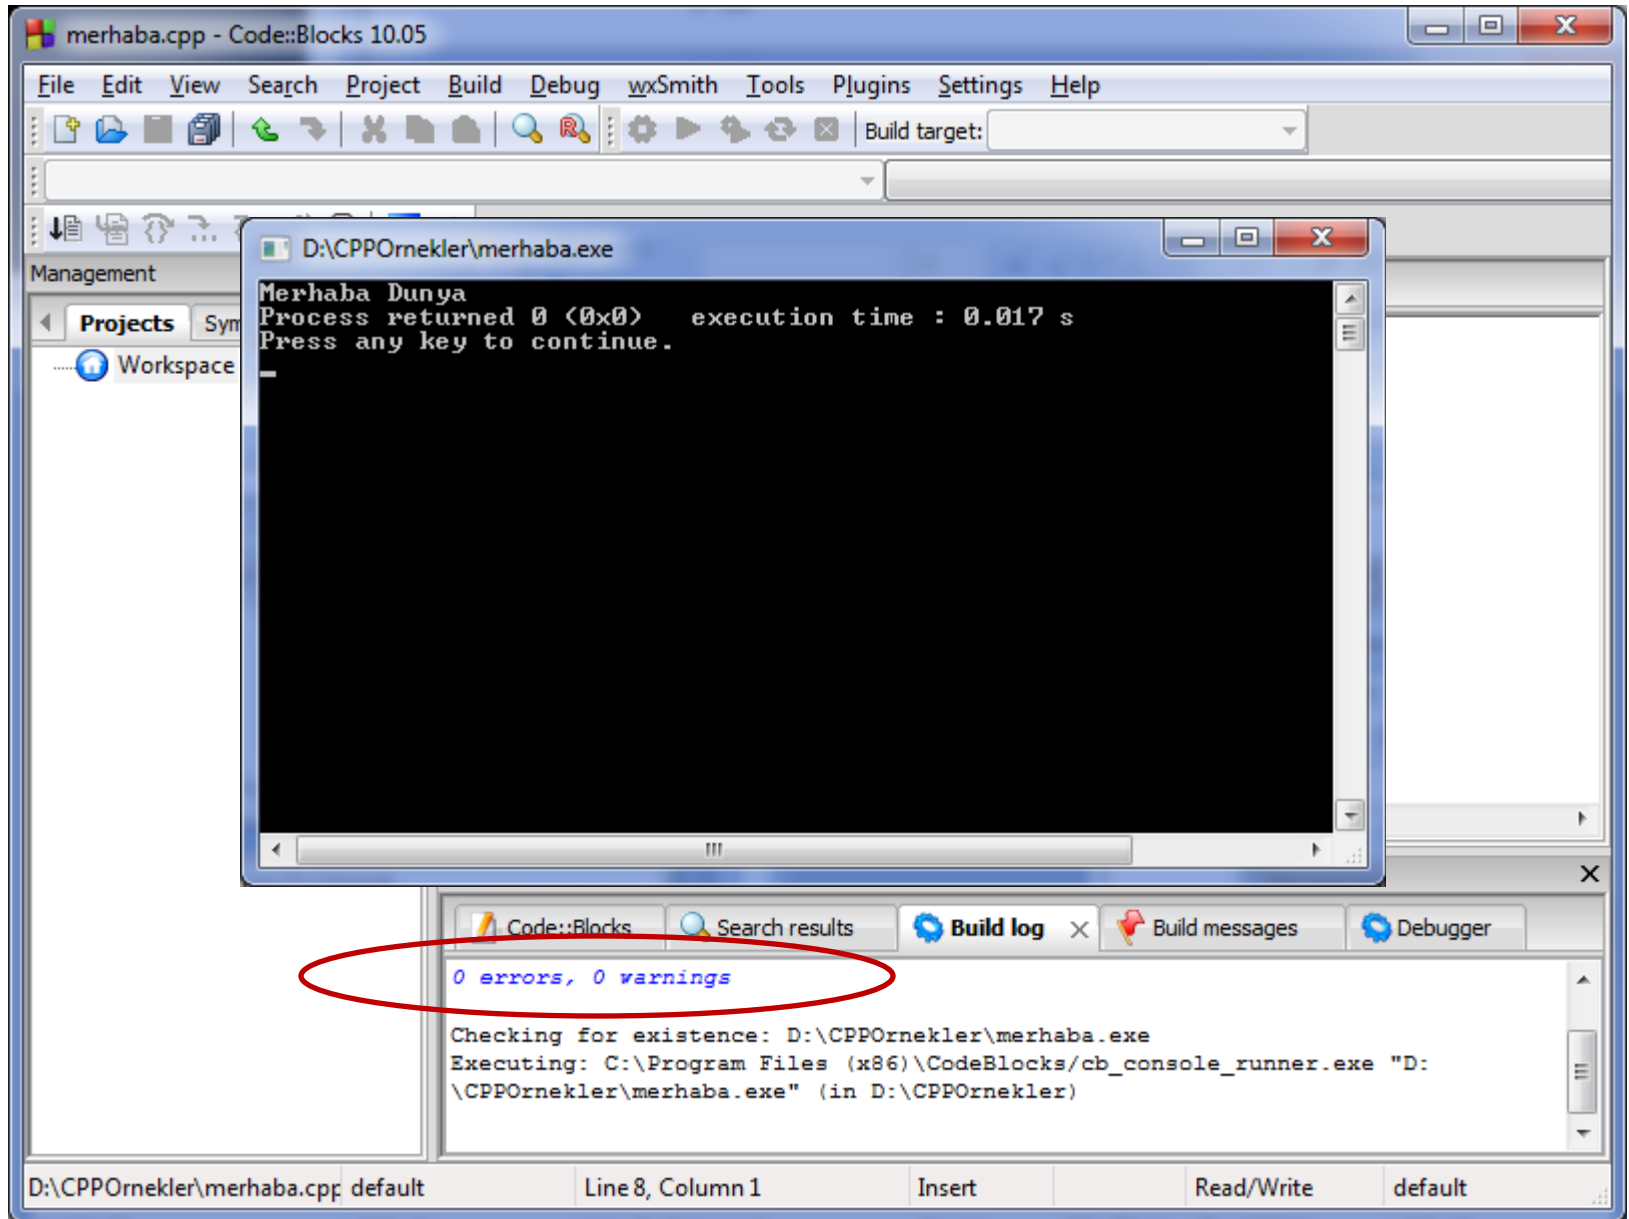 merhaba.cpp - Code::Blocks 10.05
File Edit View Search Project Build Debug wxSmith Tools Plugins Settings Help
Build target:
D:\CPPOrnekler\merhaba.exe
Management
Projects Sym
Workspace
Merhaba Dunya
Process returned 0 (0x0)   execution time : 0.017 s
Press any key to continue.
Code::Blocks Search results Build log Build messages Debugger
0 errors, 0 warnings
Checking for existence: D:\CPPOrnekler\merhaba.exe
Executing: C:\Program Files (x86)\CodeBlocks/cb_console_runner.exe "D:
\CPPOrnekler\merhaba.exe" (in D:\CPPOrnekler)
D:\CPPOrnekler\merhaba.cpp default Line 8, Column 1 Insert Read/Write default